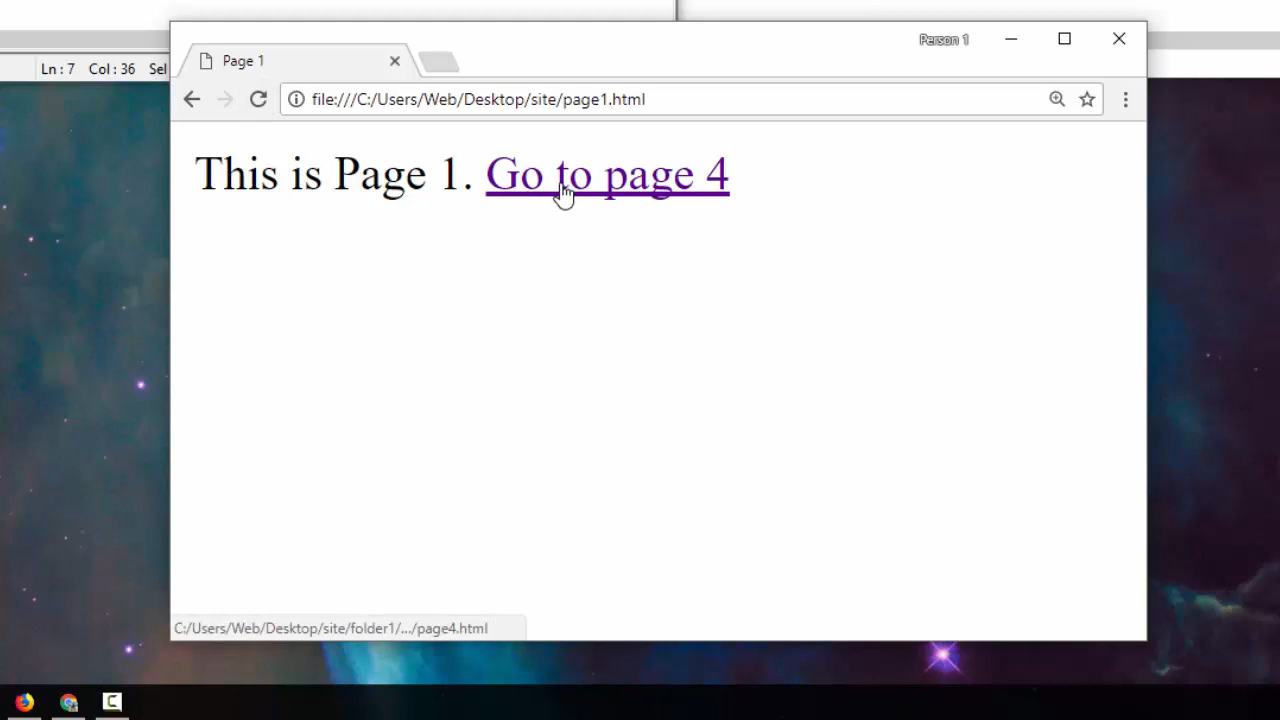 Person 1
Ln: 7 Col: 36 Sel
Page 1
file:///C:/Users/Web/Desktop/site/page1.html
This is Page 1. Go to page 4
C:/Users/Web/Desktop/site/folder1/.../page4.html